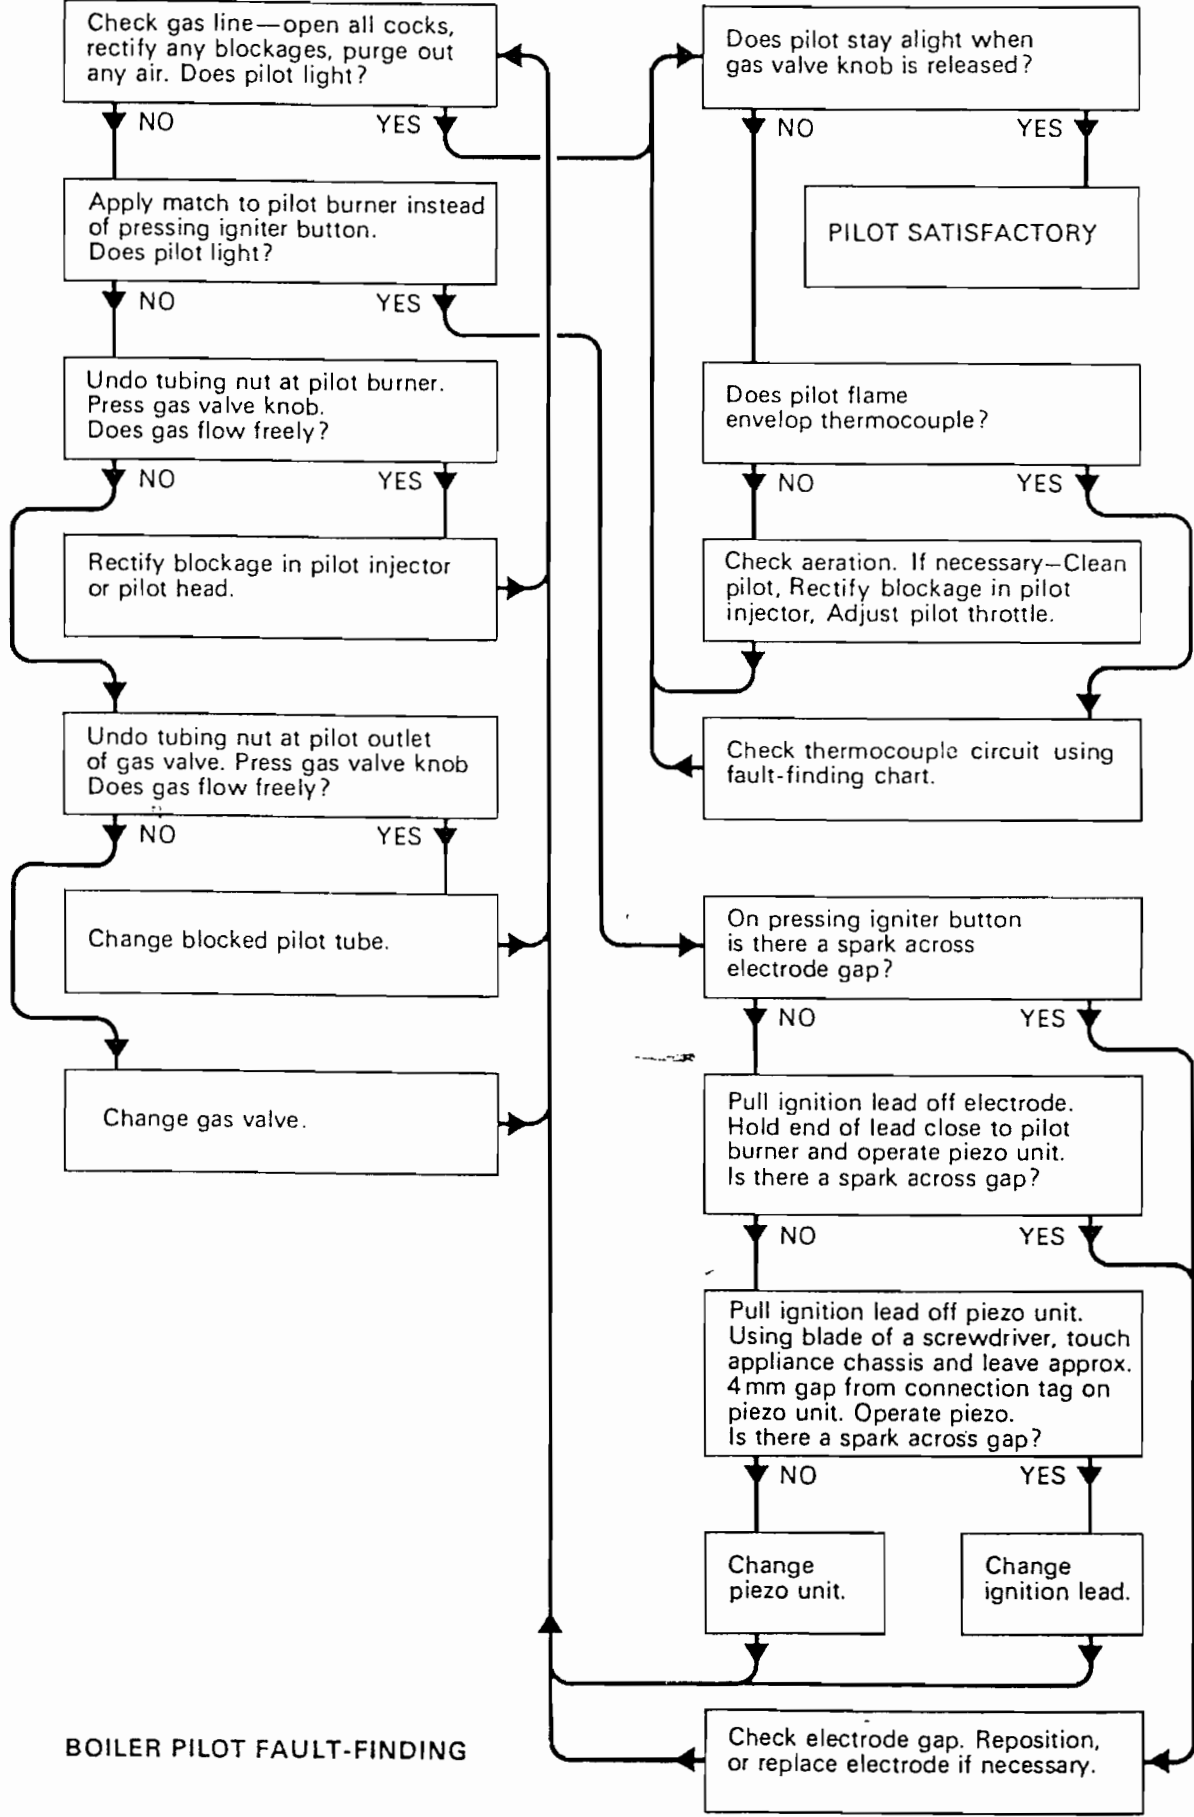 Check gas line—open all cocks,
rectify any blockages, purge out
any air. Does pilot light?
NO
YES
Apply match to pilot burner instead
of pressing igniter button.
Does pilot light?
NO
YES
Undo tubing nut at pilot burner.
Press gas valve knob.
Does gas flow freely?
NO
YES
Rectify blockage in pilot injector
or pilot head.
Undo tubing nut at pilot outlet
of gas valve. Press gas valve knob
Does gas flow freely?
NO
YES
Change blocked pilot tube.
Change gas valve.
Does pilot stay alight when
gas valve knob is released?
NO
YES
PILOT SATISFACTORY
Does pilot flame
envelop thermocouple?
NO
YES
Check aeration. If necessary—Clean
pilot, Rectify blockage in pilot
injector, Adjust pilot throttle.
Check thermocouple circuit using
fault-finding chart.
On pressing igniter button
is there a spark across
electrode gap?
NO
YES
Pull ignition lead off electrode.
Hold end of lead close to pilot
burner and operate piezo unit.
Is there a spark across gap?
NO
YES
Pull ignition lead off piezo unit.
Using blade of a screwdriver, touch
appliance chassis and leave approx.
4mm gap from connection tag on
piezo unit. Operate piezo.
Is there a spark across gap?
NO
YES
Change
piezo unit.
Change
ignition lead.
Check electrode gap. Reposition,
or replace electrode if necessary.
BOILER PILOT FAULT-FINDING